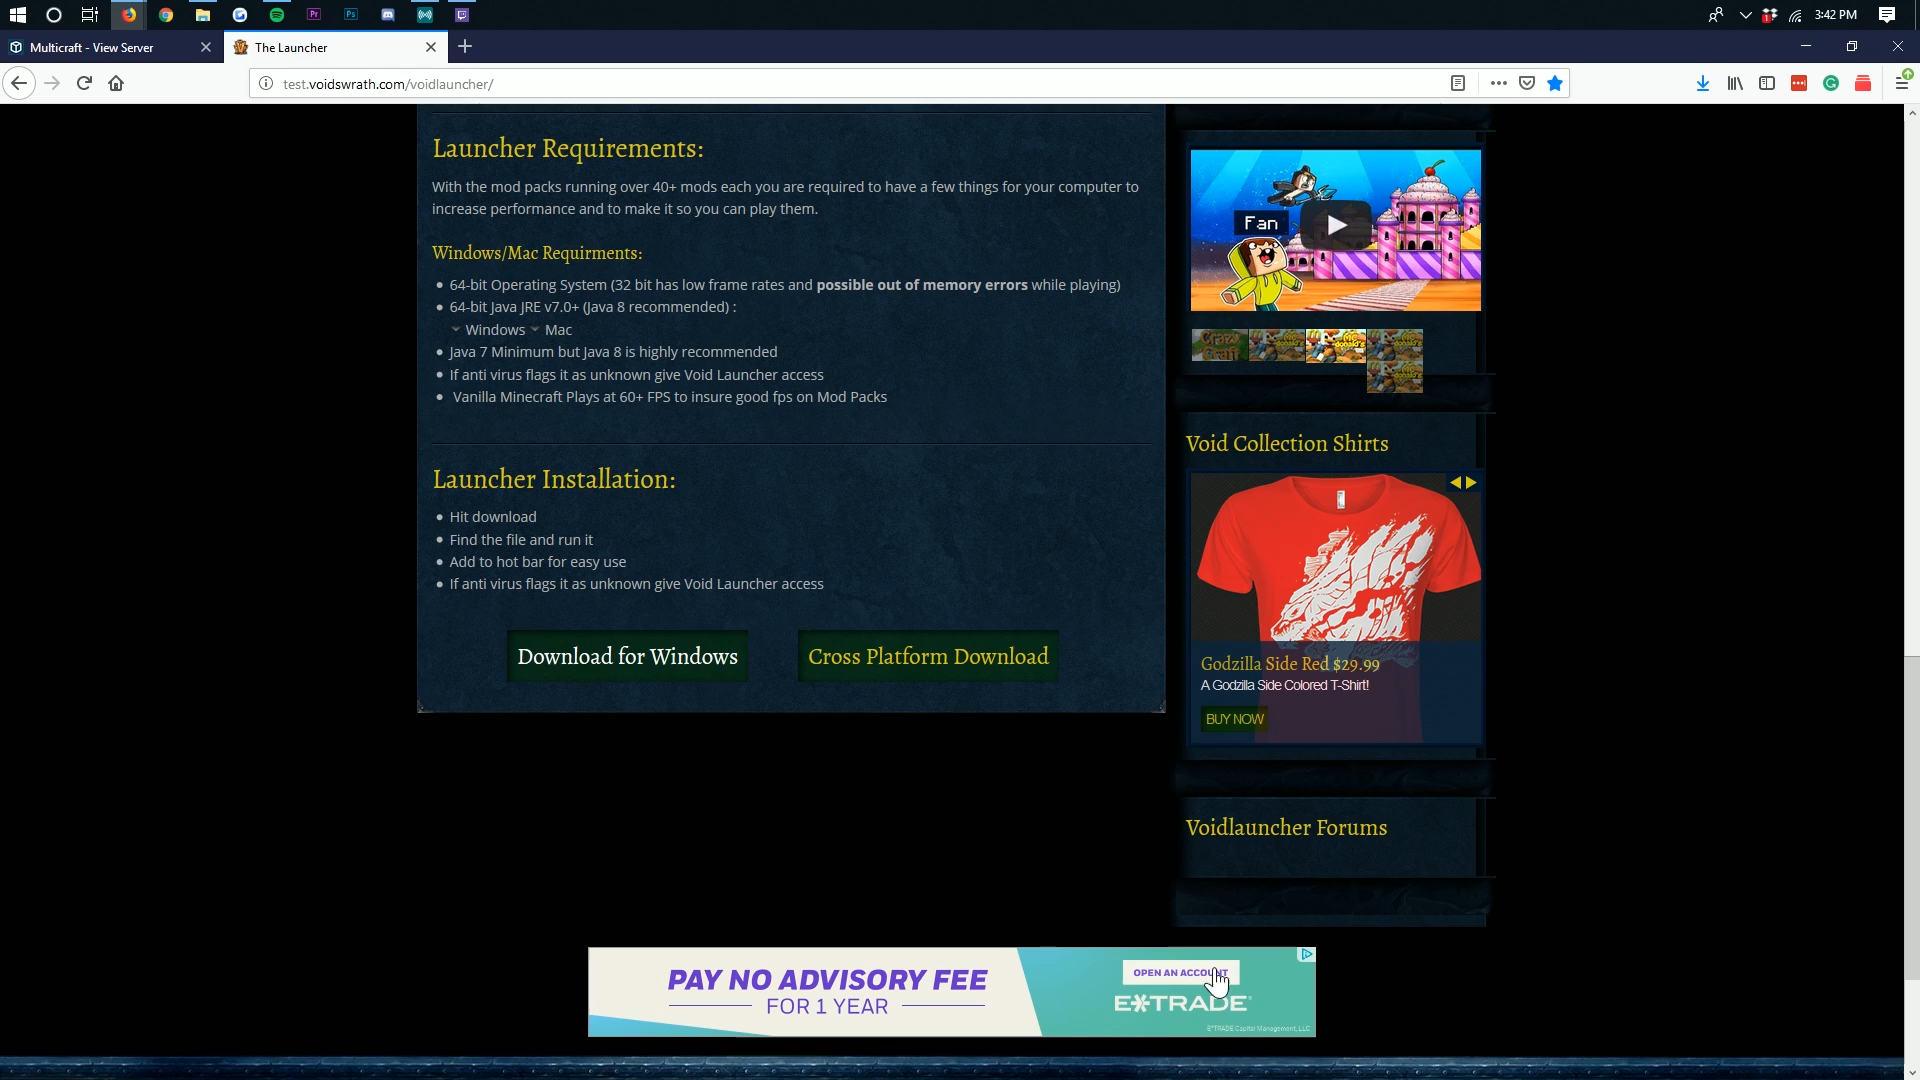 3:42 PM
Multicraft - View Server
The Launcher
test.voidswrath.com/voidlauncher/
Launcher Requirements:
With the mod packs running over 40+ mods each you are required to have a few things for your computer to
increase performance and to make it so you can play them.
Windows/Mac Requirments:
64-bit Operating System (32 bit has low frame rates and possible out of memory errors while playing)
64-bit Java JRE v7.0+ (Java 8 recommended) :
Windows Mac
Java 7 Minimum but Java 8 is highly recommended
If anti virus flags it as unknown give Void Launcher access
Vanilla Minecraft Plays at 60+ FPS to insure good fps on Mod Packs
Launcher Installation:
Hit download
Find the file and run it
Add to hot bar for easy use
If anti virus flags it as unknown give Void Launcher access
Download for Windows
Cross Platform Download
Fan
Void Collection Shirts
Godzilla Side Red $29.99
A Godzilla Side Colored T-Shirt!
BUY NOW
Voidlauncher Forums
PAY NO ADVISORY FEE
FOR 1 YEAR
OPEN AN ACCOUNT
E*TRADE
E*TRADE Capital Management, LLC